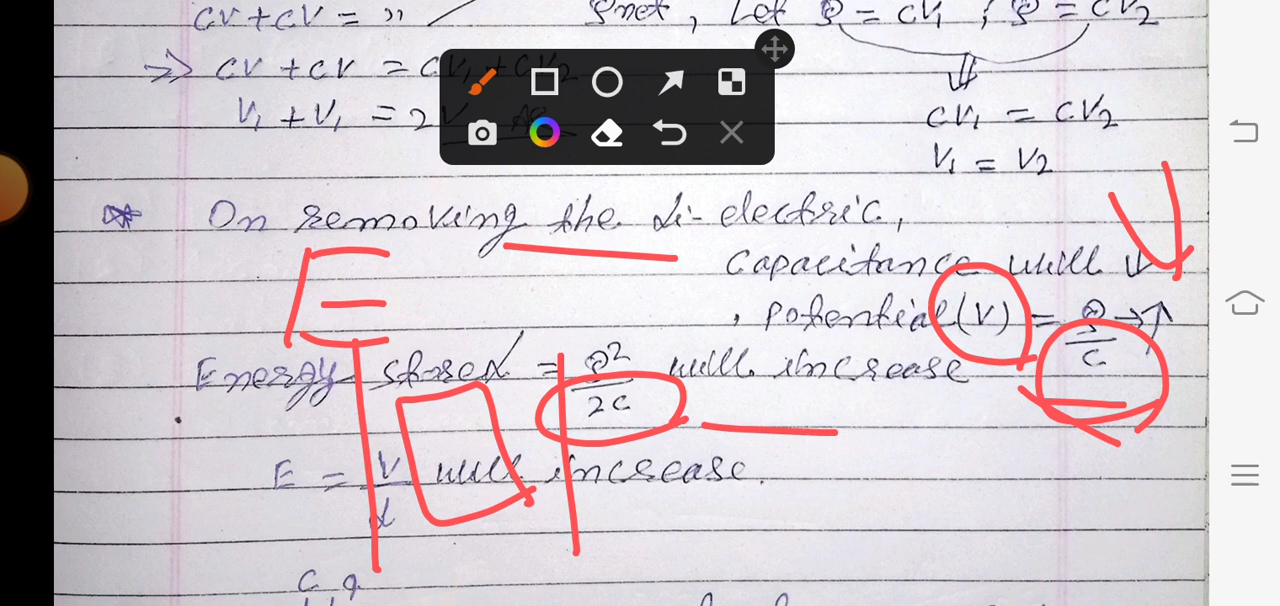 CV + CV = "
Qnet, Let Q = CV1 ; Q = CV2
=> CV + CV = CV1 + CV2
V1 + V1 = 2V
CV1 = CV2
V1 = V2
* On removing the di-electric,
Capacitance will ↓
, potential (V) = Q/C → ↑
Energy stored = Q²/2C will increase
E = V/d will increase.
C, q